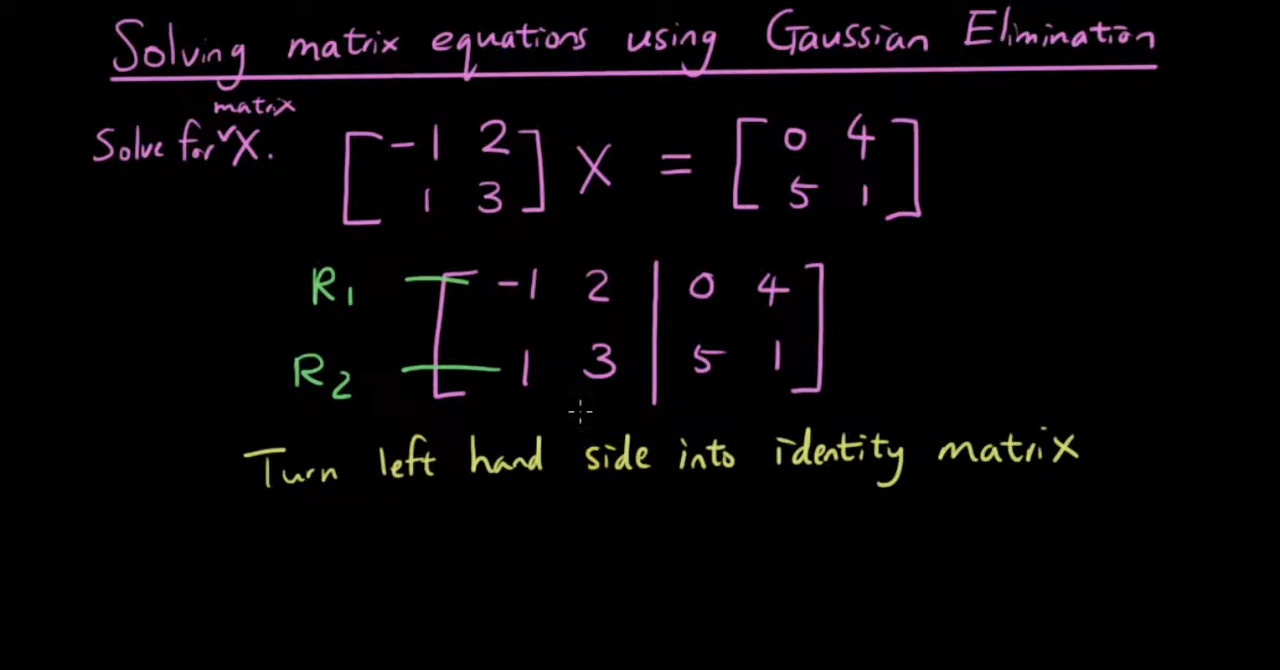 Solving matrix equations using Gaussian Elimination
matrix
Solve for X. [ -1 2 ] X = [ 0 4 ]
[ 1 3 ] [ 5 1 ]
R1 [ -1 2 | 0 4 ]
R2 [ 1 3 | 5 1 ]
Turn left hand side into identity matrix